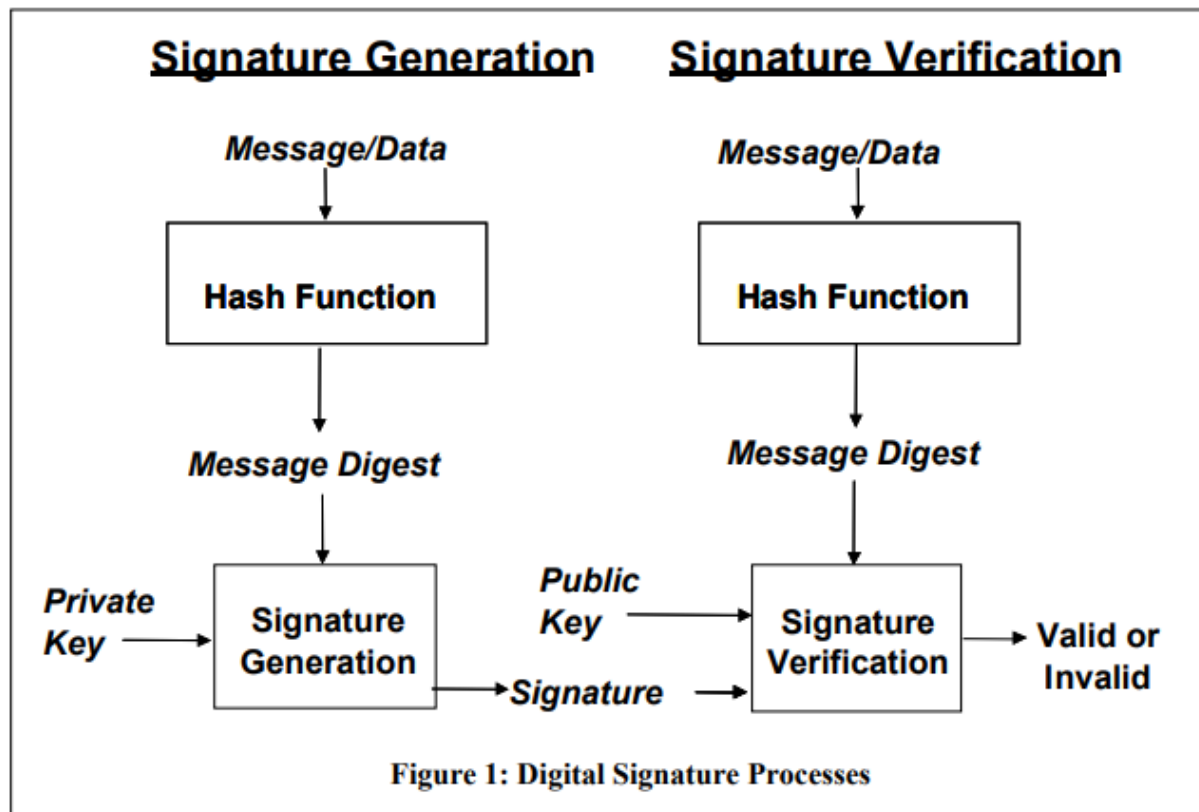 Signature Generation
Signature Verification
Message/Data
Message/Data
Hash Function
Hash Function
Message Digest
Message Digest
Private
Key
Signature
Generation
Public
Key
Signature
Signature
Verification
Valid or
Invalid
Figure 1: Digital Signature Processes